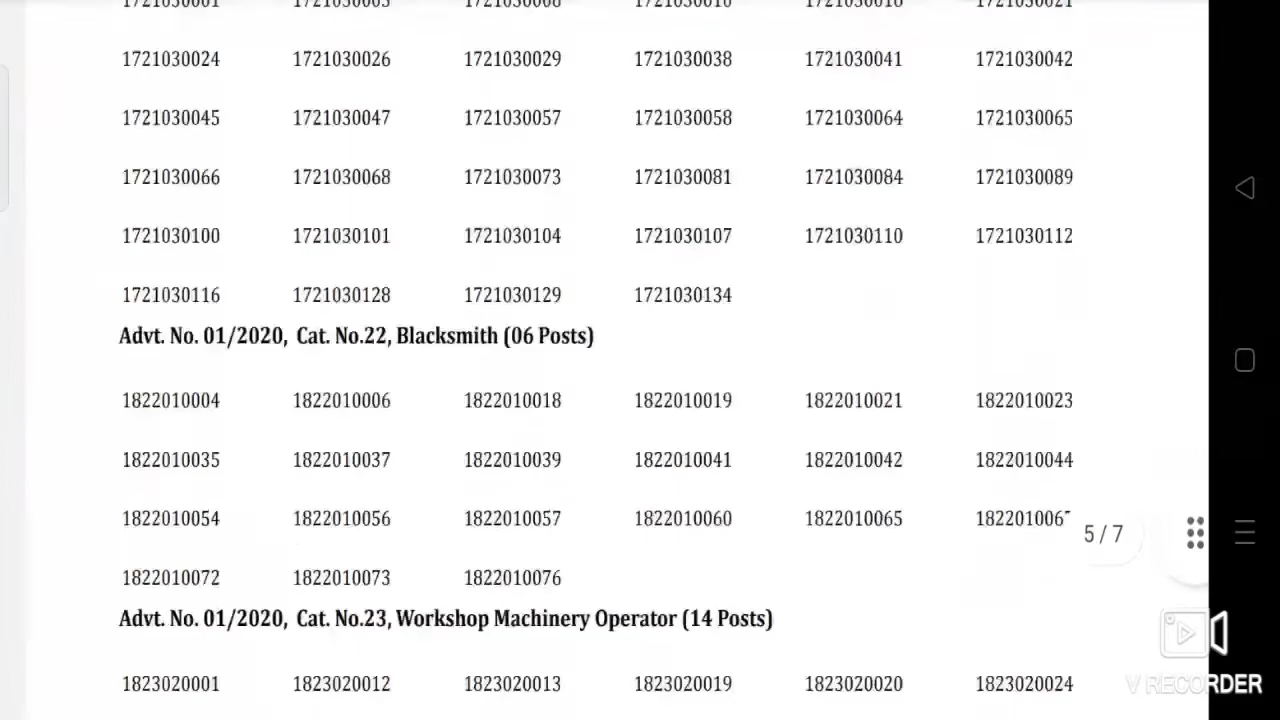 1721030024 1721030026 1721030029 1721030038 1721030041 1721030042
1721030045 1721030047 1721030057 1721030058 1721030064 1721030065
1721030066 1721030068 1721030073 1721030081 1721030084 1721030089
1721030100 1721030101 1721030104 1721030107 1721030110 1721030112
1721030116 1721030128 1721030129 1721030134
Advt. No. 01/2020, Cat. No.22, Blacksmith (06 Posts)
1822010004 1822010006 1822010018 1822010019 1822010021 1822010023
1822010035 1822010037 1822010039 1822010041 1822010042 1822010044
1822010054 1822010056 1822010057 1822010060 1822010065
5 / 7
1822010072 1822010073 1822010076
Advt. No. 01/2020, Cat. No.23, Workshop Machinery Operator (14 Posts)
1823020001 1823020012 1823020013 1823020019 1823020020 1823020024
V RECORDER